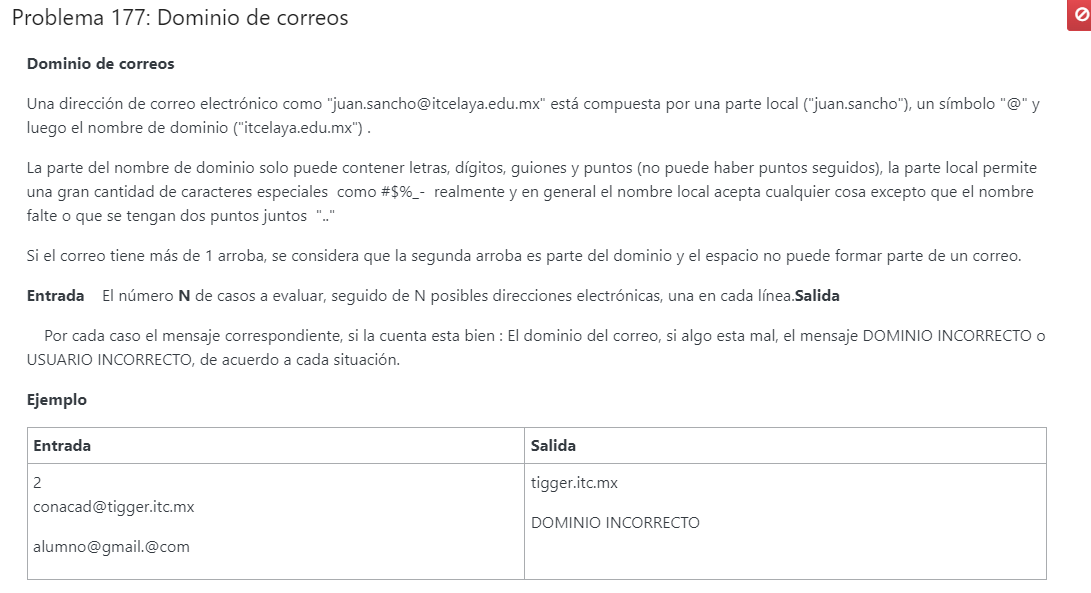 Problema 177: Dominio de correos
Dominio de correos
Una dirección de correo electrónico como "juan.sancho@itcelaya.edu.mx" está compuesta por una parte local ("juan.sancho"), un símbolo "@" y
luego el nombre de dominio ("itcelaya.edu.mx") .
La parte del nombre de dominio solo puede contener letras, dígitos, guiones y puntos (no puede haber puntos seguidos), la parte local permite
una gran cantidad de caracteres especiales como #$%_- realmente y en general el nombre local acepta cualquier cosa excepto que el nombre
falte o que se tengan dos puntos juntos ".."
Si el correo tiene más de 1 arroba, se considera que la segunda arroba es parte del dominio y el espacio no puede formar parte de un correo.
Entrada El número N de casos a evaluar, seguido de N posibles direcciones electrónicas, una en cada línea.Salida
Por cada caso el mensaje correspondiente, si la cuenta esta bien : El dominio del correo, si algo esta mal, el mensaje DOMINIO INCORRECTO o
USUARIO INCORRECTO, de acuerdo a cada situación.
Ejemplo
Entrada Salida
2 tigger.itc.mx
conacad@tigger.itc.mx
DOMINIO INCORRECTO
alumno@gmail.@com